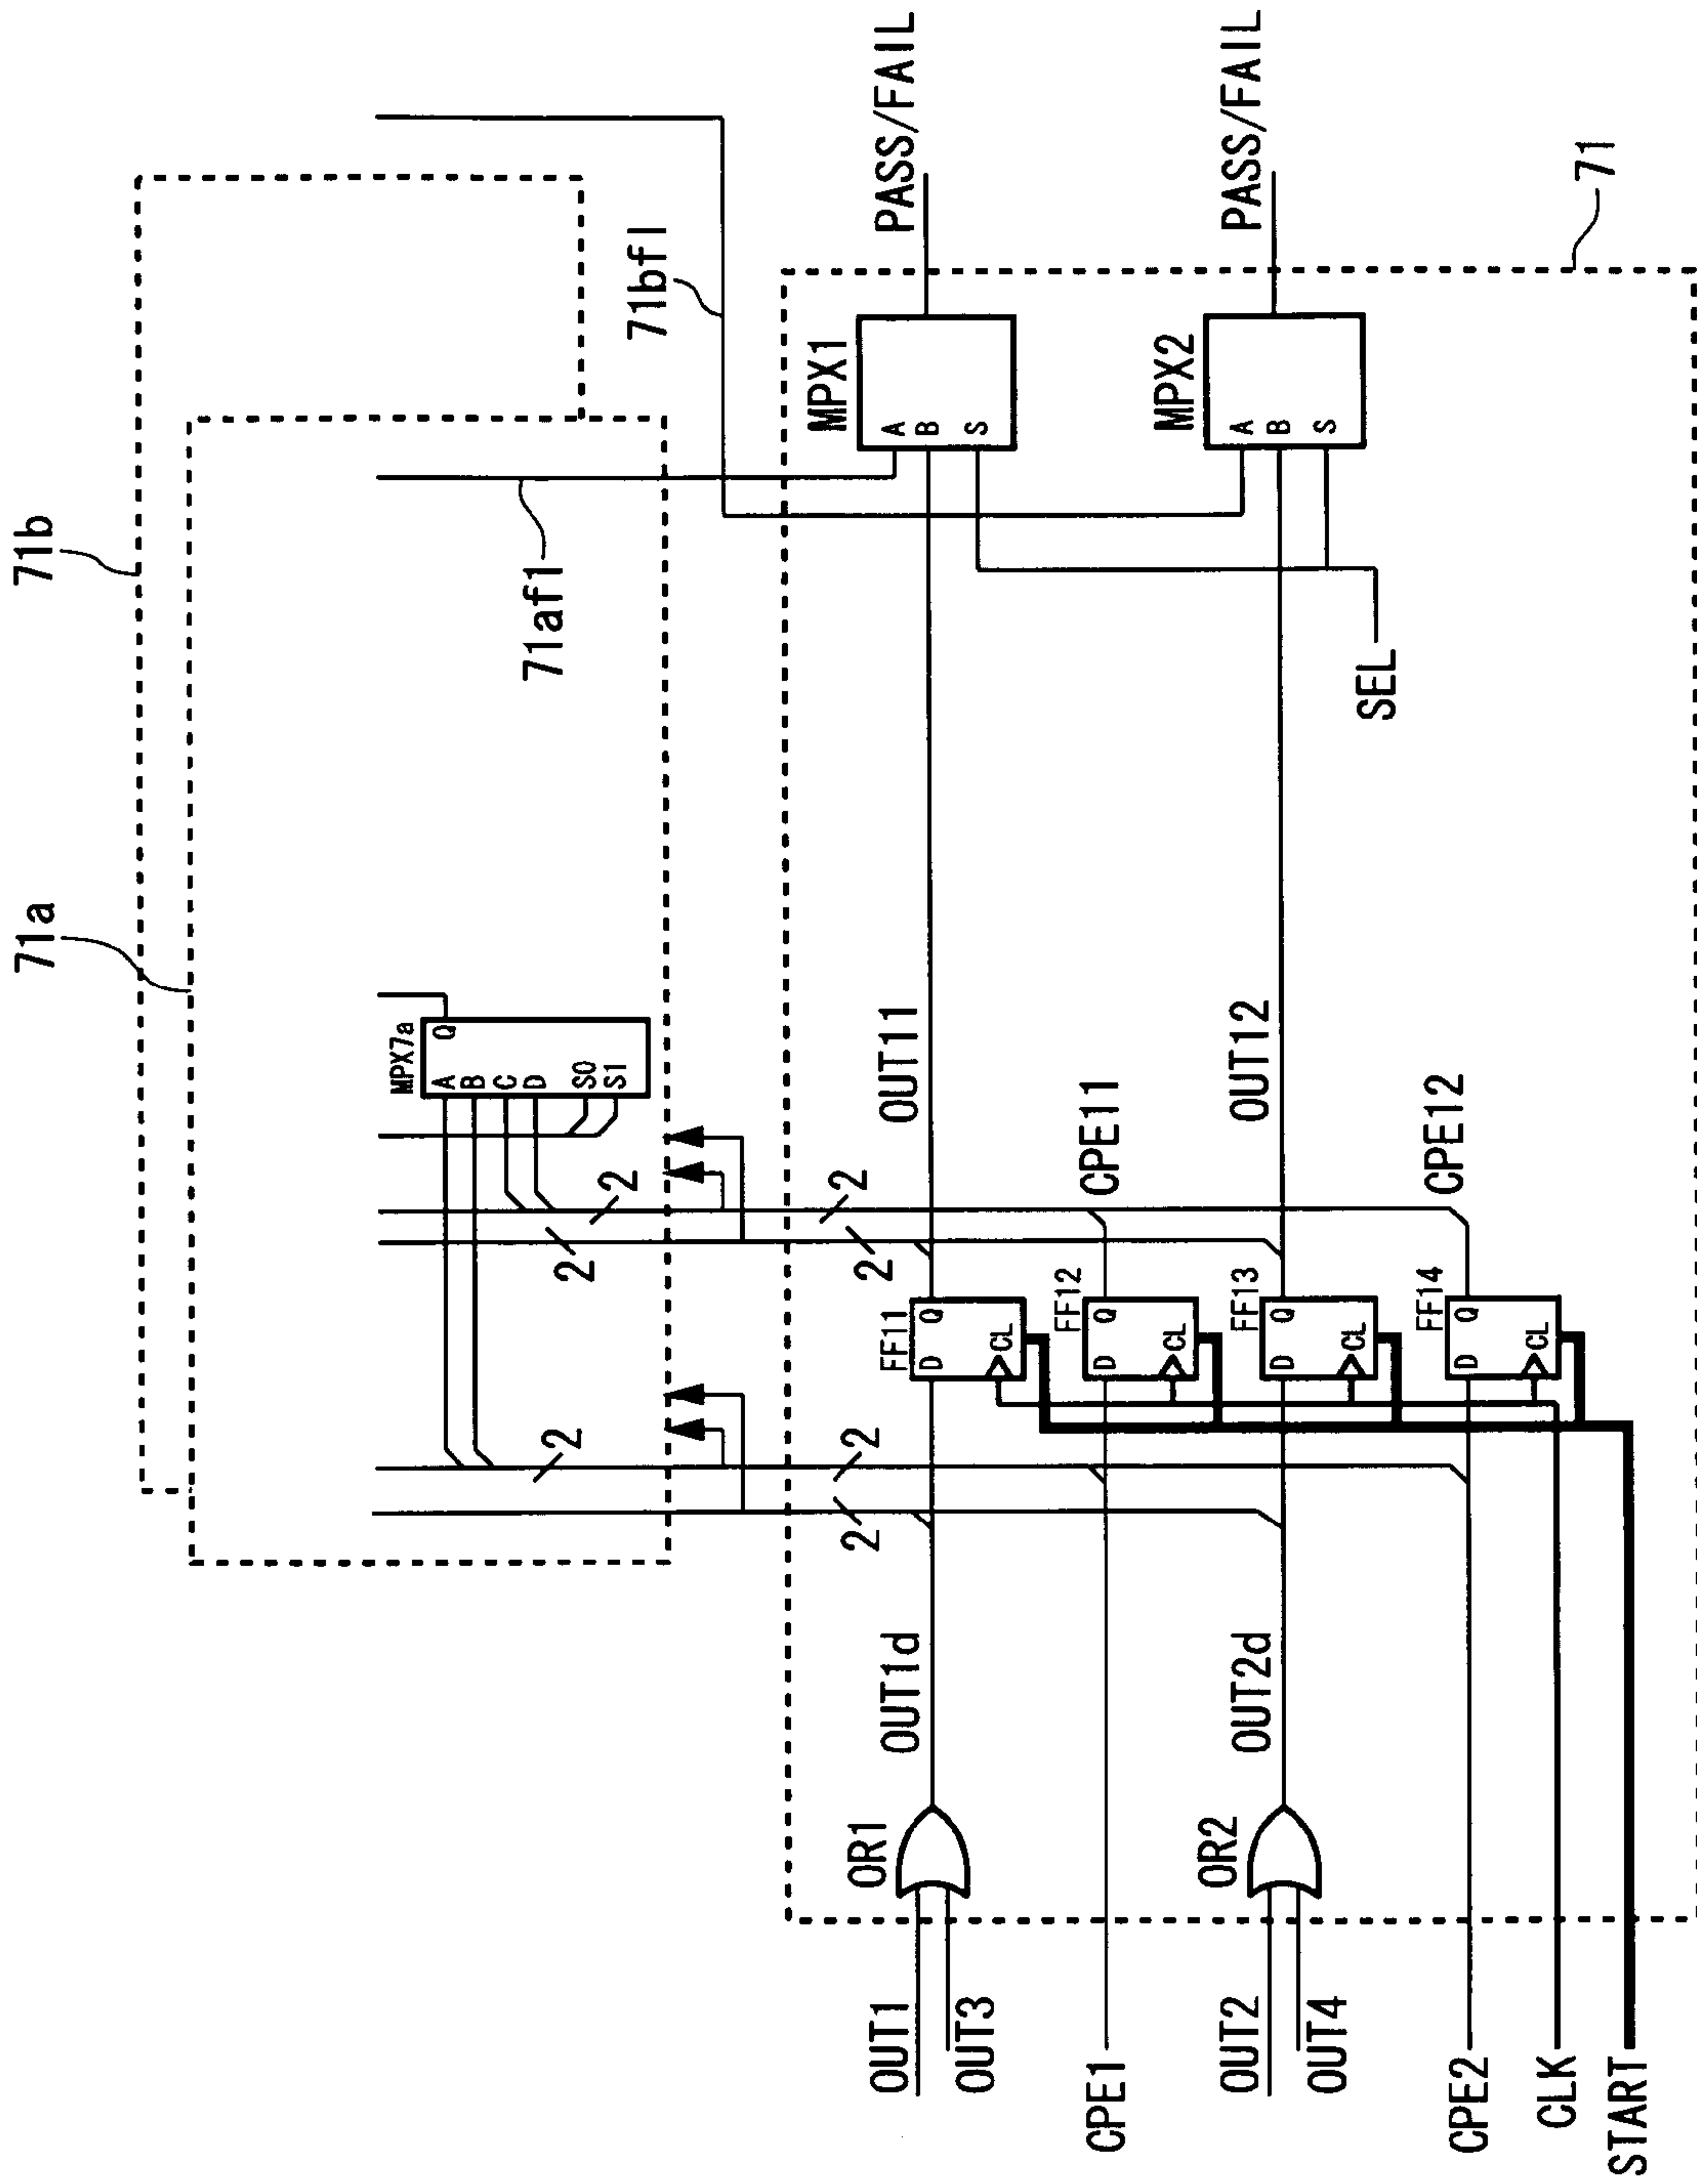 71b
71a
71bf1
71af1
MPX7a
A
B
C
D
S0
S1
Q
2
2
2
2
2
2
2
PASS/FAIL
PASS/FAIL
71
MPX1
A
B
S
MPX2
A
B
S
SEL
OUT11
CPE11
OUT12
CPE12
FF11
D
Q
CL
FF12
D
Q
CL
FF13
D
Q
CL
FF14
D
Q
CL
OUT1d
OUT2d
OR1
OR2
OUT1
OUT3
CPE1
OUT2
OUT4
CPE2
CLK
START